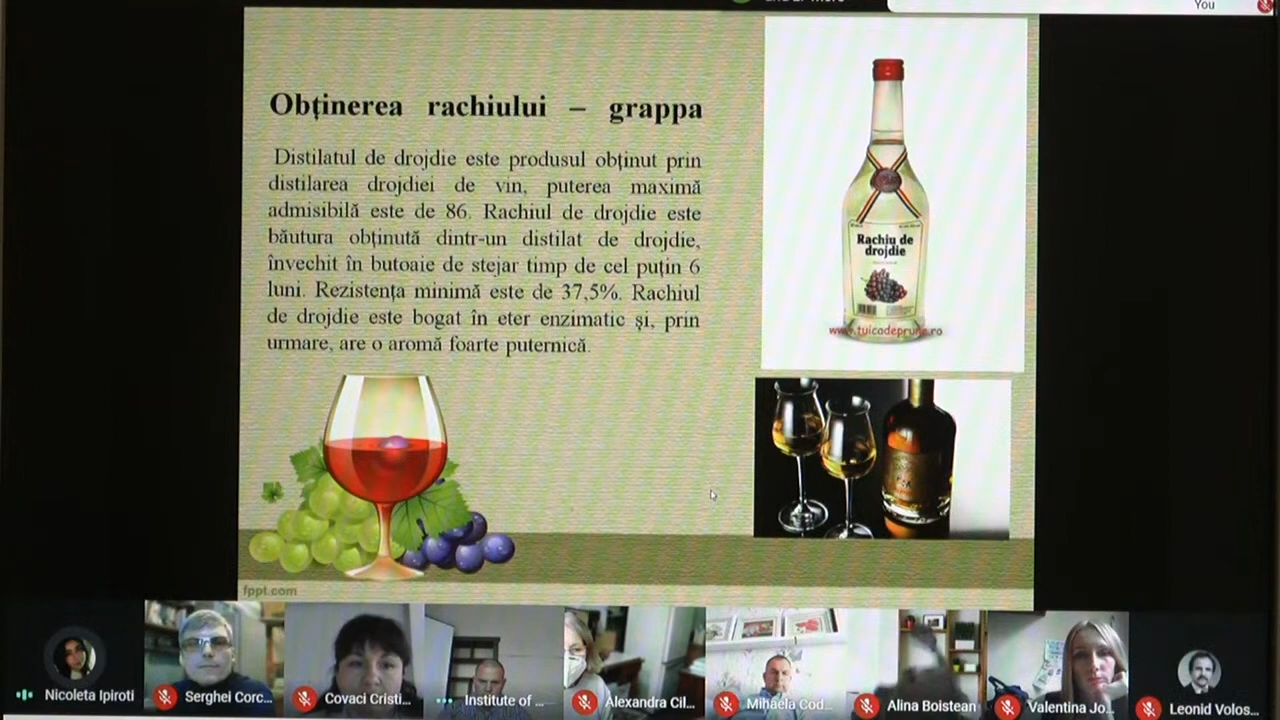 You
Obținerea rachiului – grappa
Distilatul de drojdie este produsul obținut prin
distilarea drojdiei de vin, puterea maximă
admisibilă este de 86. Rachiul de drojdie este
băutura obținută dintr-un distilat de drojdie,
învechit în butoaie de stejar timp de cel puțin 6
luni. Rezistența minimă este de 37,5%. Rachiul
de drojdie este bogat în eter enzimatic și, prin
urmare, are o aromă foarte puternică.
Rachiu de
drojdie
www.tuicadeprune.ro
fppt.com
Nicoleta Ipiroti
Serghei Corc...
Covaci Cristi...
Institute of ...
Alexandra Cil...
Mihaela Cod...
Alina Boistean
Valentina Jo...
Leonid Volos...